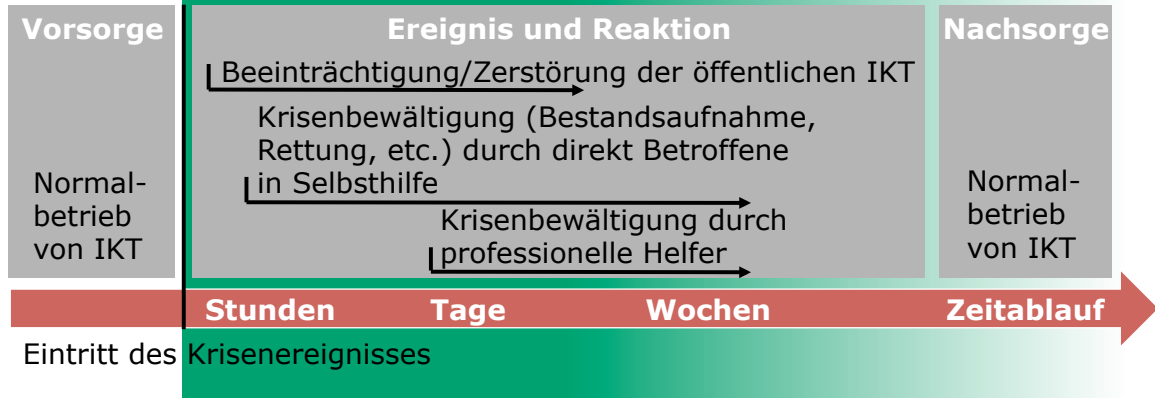 Vorsorge
Ereignis und Reaktion
Nachsorge
Beeinträchtigung/Zerstörung der öffentlichen IKT
Krisenbewältigung (Bestandsaufnahme,
Rettung, etc.) durch direkt Betroffene
in Selbsthilfe
Krisenbewältigung durch
professionelle Helfer
Normal-
betrieb
von IKT
Normal-
betrieb
von IKT
Stunden
Tage
Wochen
Zeitablauf
Eintritt des Krisenereignisses